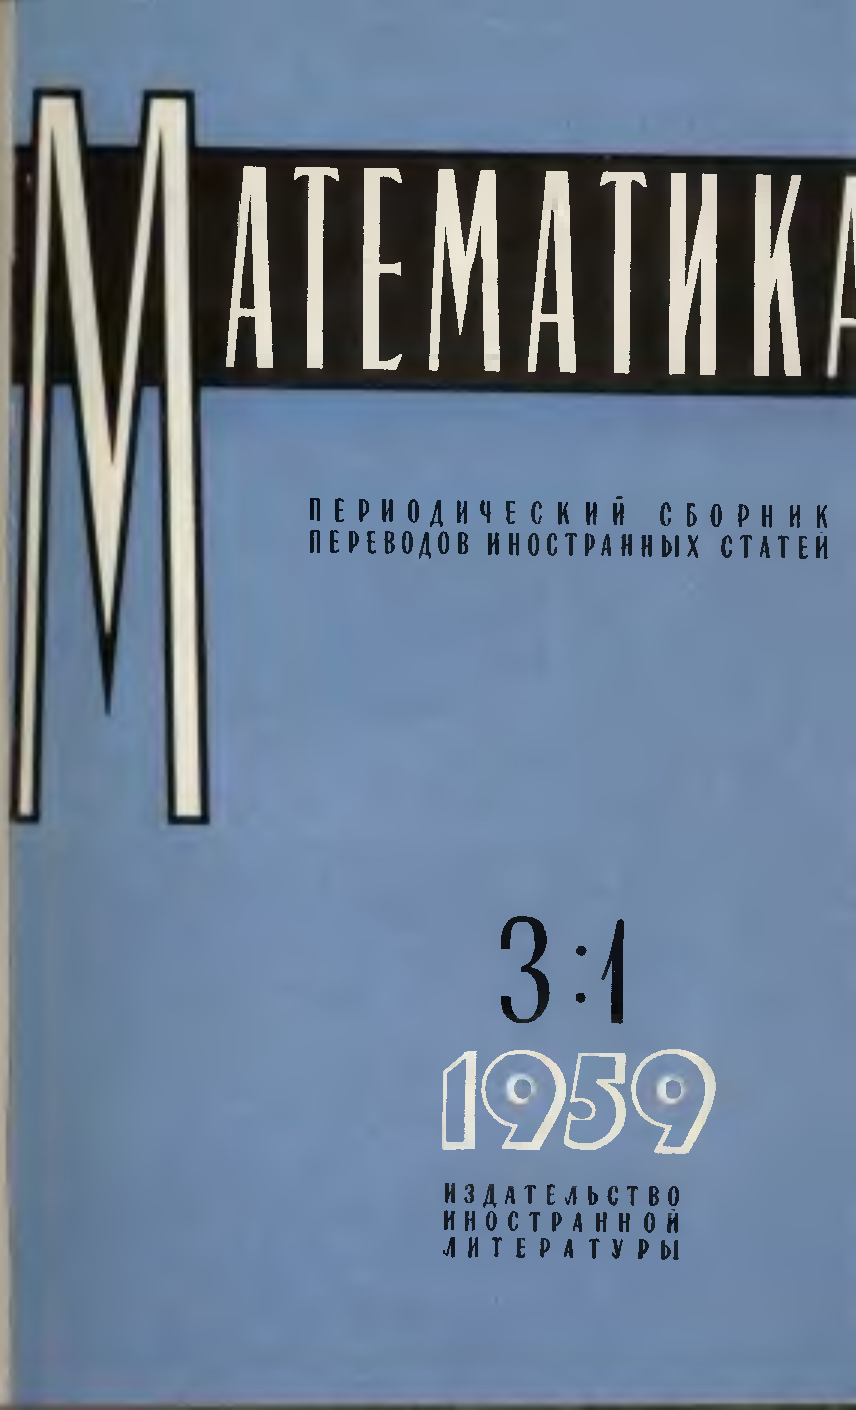 МАТЕМАТИКА
ПЕРИОДИЧЕСКИЙ СБОРНИК
ПЕРЕВОДОВ ИНОСТРАННЫХ СТАТЕЙ
3:1
1959
ИЗДАТЕЛЬСТВО
ИНОСТРАННОЙ
ЛИТЕРАТУРЫ